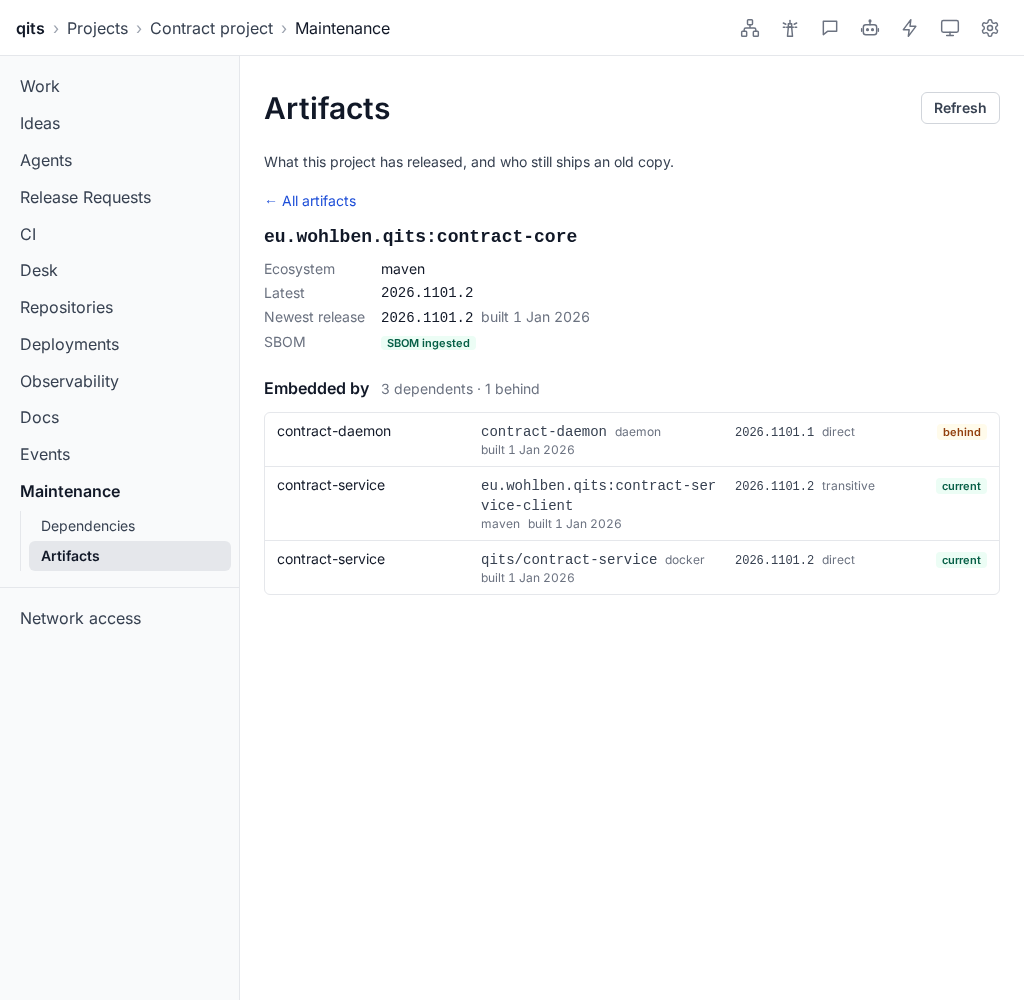 qits › Projects › Contract project › Maintenance
Work
Ideas
Agents
Release Requests
CI
Desk
Repositories
Deployments
Observability
Docs
Events
Maintenance
Dependencies
Artifacts
Network access
Artifacts
Refresh
What this project has released, and who still ships an old copy.
← All artifacts
eu.wohlben.qits:contract-core
Ecosystem maven
Latest 2026.1101.2
Newest release 2026.1101.2 built 1 Jan 2026
SBOM SBOM ingested
Embedded by 3 dependents · 1 behind
contract-daemon contract-daemon daemon 2026.1101.1 direct behind
built 1 Jan 2026
contract-service eu.wohlben.qits:contract-ser 2026.1101.2 transitive current
vice-client
maven built 1 Jan 2026
contract-service qits/contract-service docker 2026.1101.2 direct current
built 1 Jan 2026